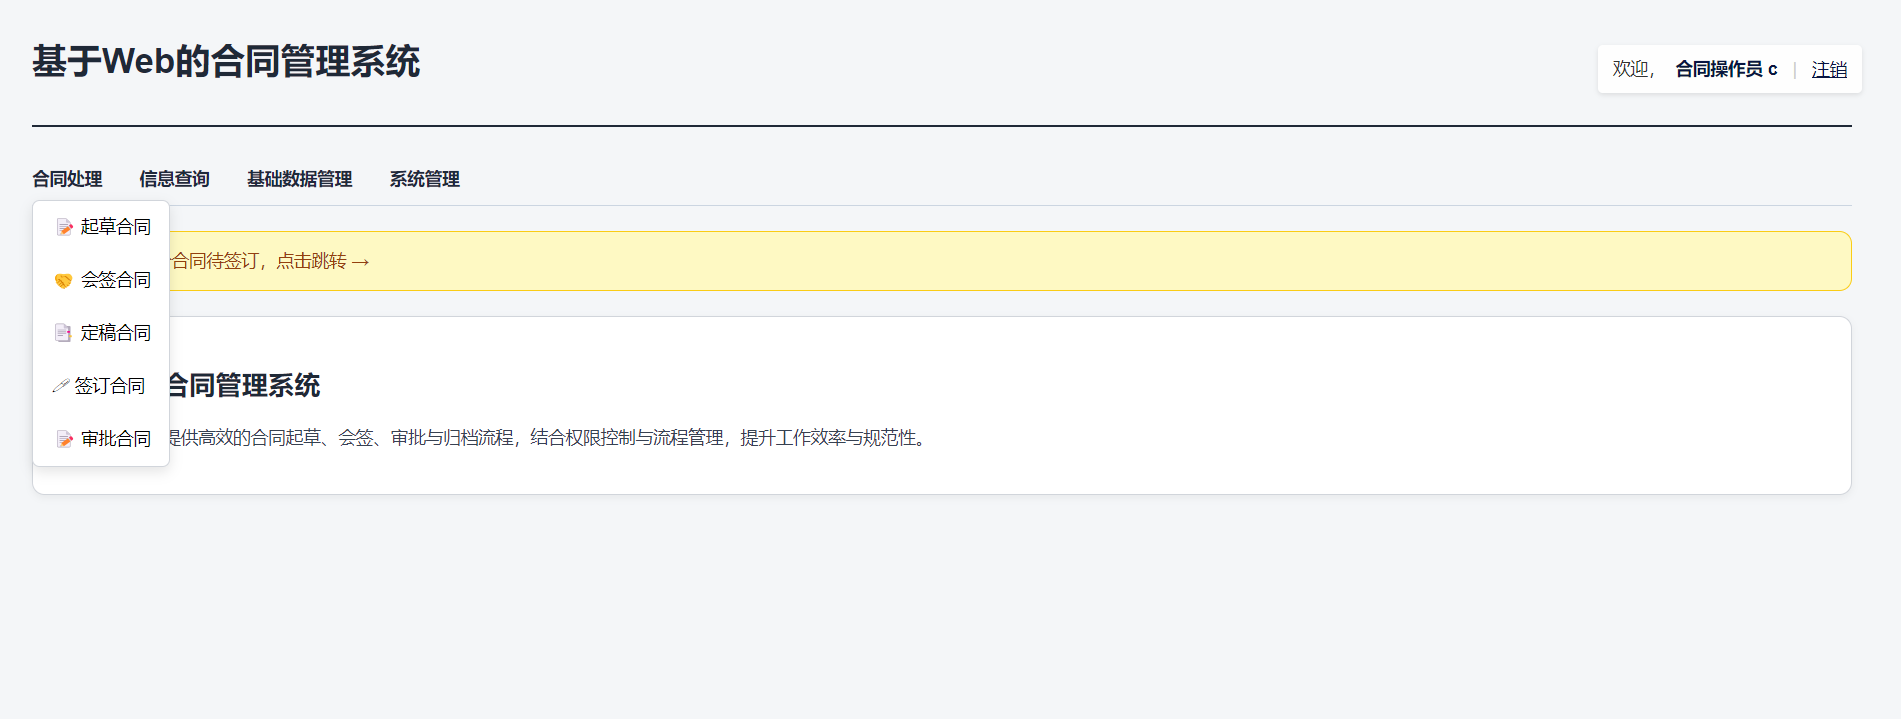 基于Web的合同管理系统
欢迎， 合同操作员 c | 注销
合同处理 信息查询 基础数据管理 系统管理
📝 起草合同
合同待签订，点击跳转 →
🤝 会签合同
📑 定稿合同
🖊 签订合同
合同管理系统
📝 审批合同
提供高效的合同起草、会签、审批与归档流程，结合权限控制与流程管理，提升工作效率与规范性。